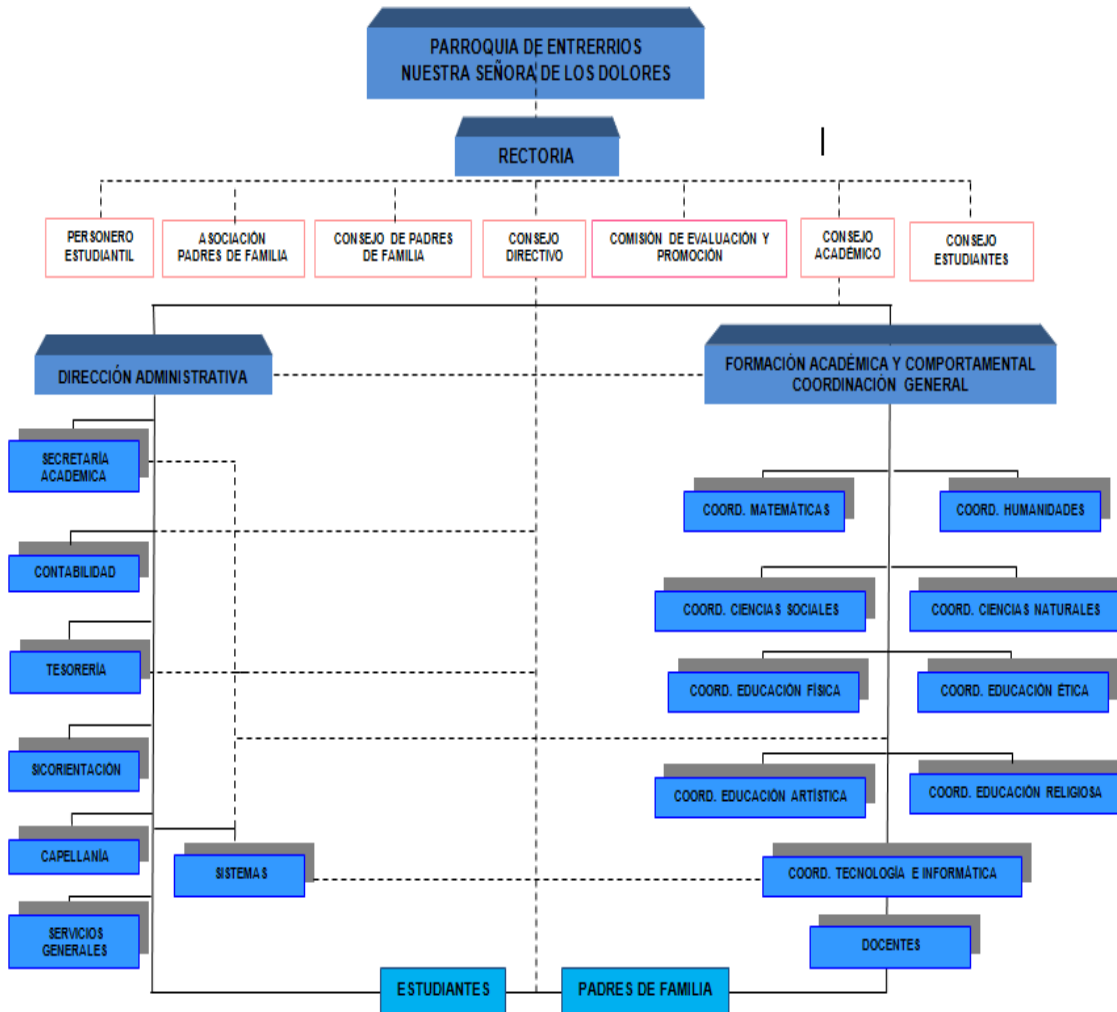 PARROQUIA DE ENTRERRIOS
NUESTRA SEÑORA DE LOS DOLORES
RECTORIA
PERSONERO
ESTUDIANTIL
ASOCIACIÓN
PADRES DE FAMILIA
CONSEJO DE PADRES
DE FAMILIA
CONSEJO
DIRECTIVO
COMISIÓN DE EVALUACIÓN Y
PROMOCIÓN
CONSEJO
ACADÉMICO
CONSEJO
ESTUDIANTES
DIRECCIÓN ADMINISTRATIVA
FORMACIÓN ACADÉMICA Y COMPORTAMENTAL
COORDINACIÓN GENERAL
SECRETARÍA
ACADEMICA
COORD. MATEMÁTICAS
COORD. HUMANIDADES
CONTABILIDAD
COORD. CIENCIAS SOCIALES
COORD. CIENCIAS NATURALES
TESORERÍA
COORD. EDUCACIÓN FÍSICA
COORD. EDUCACIÓN ÉTICA
SICORIENTACIÓN
COORD. EDUCACIÓN ARTÍSTICA
COORD. EDUCACIÓN RELIGIOSA
CAPELLANÍA
SISTEMAS
COORD. TECNOLOGÍA E INFORMÁTICA
SERVICIOS
GENERALES
DOCENTES
ESTUDIANTES
PADRES DE FAMILIA